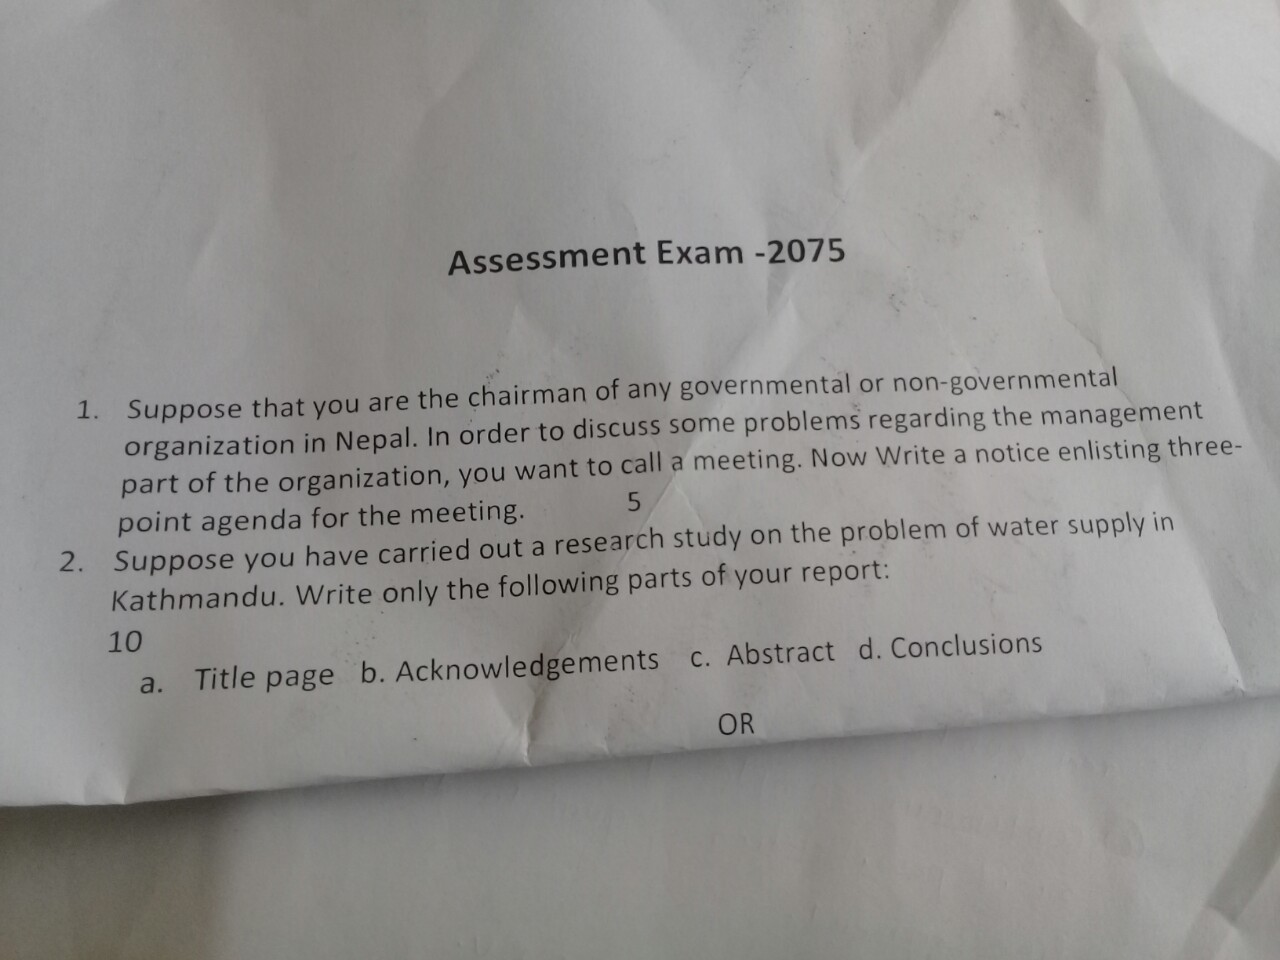 Assessment Exam -2075
1. Suppose that you are the chairman of any governmental or non-governmental
organization in Nepal. In order to discuss some problems regarding the management
part of the organization, you want to call a meeting. Now Write a notice enlisting three-
point agenda for the meeting. 5
2. Suppose you have carried out a research study on the problem of water supply in
Kathmandu. Write only the following parts of your report:
10
a. Title page b. Acknowledgements c. Abstract d. Conclusions
OR